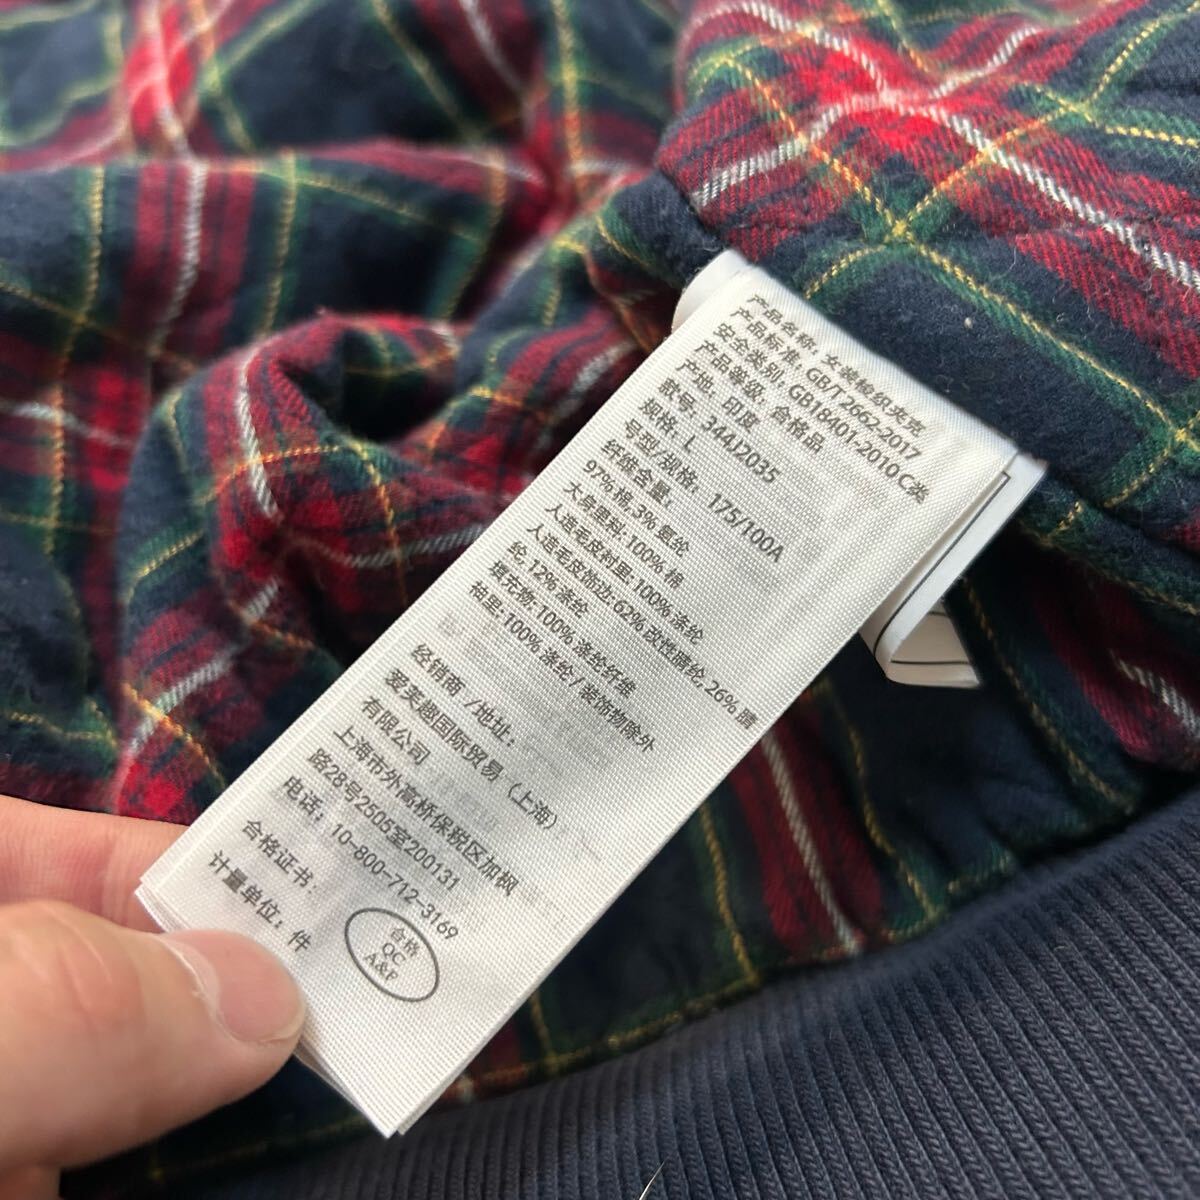 产品名称: 女装梭织夹克
产品标准: GB/T2662-2017
安全类别: GB18401-2010 C类
产品等级: 合格品
产地: 印度
款号: 344J2035
规格: L
号型/规格: 175/100A
纤维含量:
97% 棉, 3% 氨纶
大身里料: 100% 棉
人造毛皮衬里: 100% 涤纶
人造毛皮饰边: 62% 改性腈纶, 26% 腈
纶, 12% 涤纶
填充物: 100% 涤纶纤维
袖里: 100% 涤纶 / 装饰物除外
经销商 /地址:
爱芙趣国际贸易 (上海)
有限公司
上海市外高桥保税区加枫
路28号2505室200131
电话: 10-800-712-3169
合格证书:
计量单位: 件
合格
QC
A&F